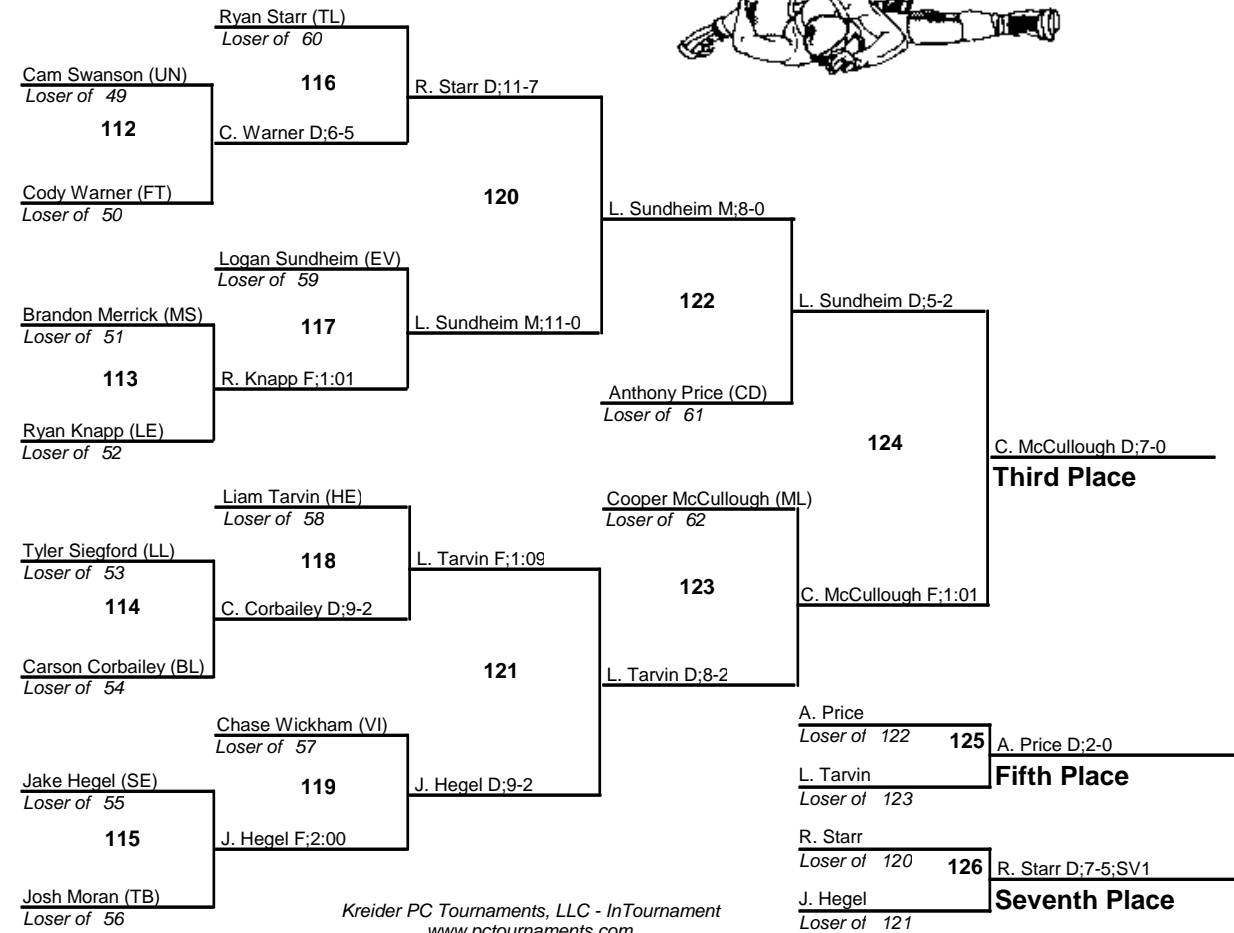 Ryan Starr (TL)
Loser of 60
Cam Swanson (UN)
Loser of 49
116
R. Starr D;11-7
112
C. Warner D;6-5
Cody Warner (FT)
Loser of 50
120
L. Sundheim M;8-0
Logan Sundheim (EV)
Loser of 59
Brandon Merrick (MS)
Loser of 51
117
L. Sundheim M;11-0
122
L. Sundheim D;5-2
113
R. Knapp F;1:01
Anthony Price (CD)
Loser of 61
Ryan Knapp (LE)
Loser of 52
124
C. McCullough D;7-0
Third Place
Liam Tarvin (HE)
Loser of 58
Cooper McCullough (ML)
Loser of 62
Tyler Siegford (LL)
Loser of 53
118
L. Tarvin F;1:09
123
C. McCullough F;1:01
114
C. Corbailey D;9-2
Carson Corbailey (BL)
Loser of 54
121
L. Tarvin D;8-2
Chase Wickham (VI)
Loser of 57
A. Price
Loser of 122
125
A. Price D;2-0
Fifth Place
L. Tarvin
Loser of 123
Jake Hegel (SE)
Loser of 55
119
J. Hegel D;9-2
115
J. Hegel F;2:00
R. Starr
Loser of 120
126
R. Starr D;7-5;SV1
Seventh Place
J. Hegel
Loser of 121
Josh Moran (TB)
Loser of 56
Kreider PC Tournaments, LLC - InTournament
www.pctournaments.com